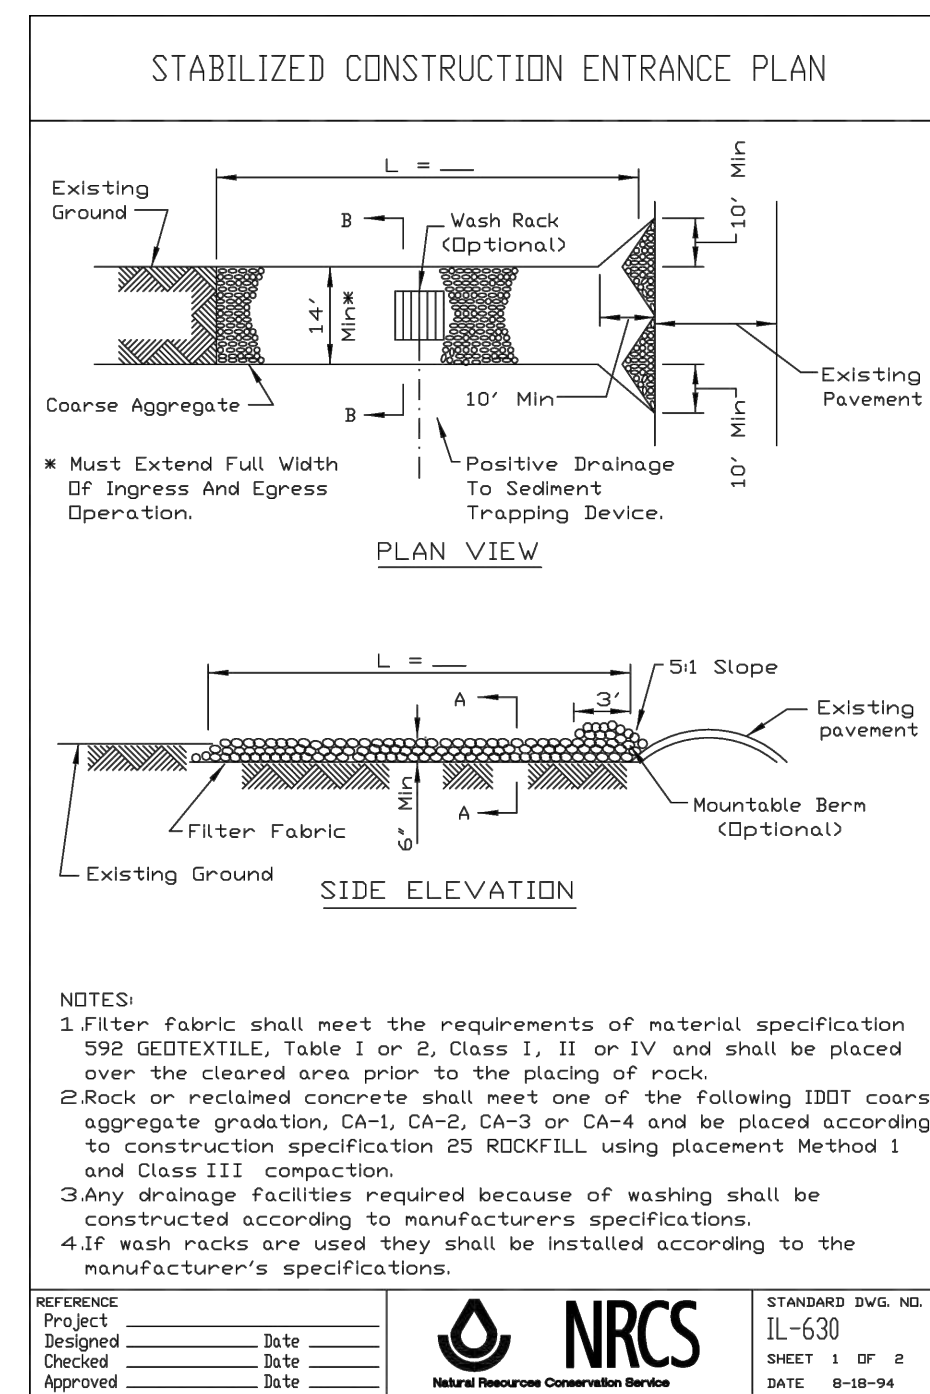 STABILIZED CONSTRUCTION ENTRANCE PLAN
L = ___
10' Min
Existing
Ground
B
Wash Rack
(Optional)
14'
Min*
Existing
Pavement
Coarse Aggregate
B
10' Min
10' Min
* Must Extend Full Width
Of Ingress And Egress
Operation.
Positive Drainage
To Sediment
Trapping Device.
PLAN VIEW
L = ___
5:1 Slope
A
3'
Existing
pavement
6" Min
A
Mountable Berm
(Optional)
Filter Fabric
Existing Ground
SIDE ELEVATION
NOTES:
1.Filter fabric shall meet the requirements of material specification
592 GEOTEXTILE, Table I or 2, Class I, II or IV and shall be placed
over the cleared area prior to the placing of rock.
2.Rock or reclaimed concrete shall meet one of the following IDOT coars
aggregate gradation, CA-1, CA-2, CA-3 or CA-4 and be placed according
to construction specification 25 ROCKFILL using placement Method 1
and Class III compaction.
3.Any drainage facilities required because of washing shall be
constructed according to manufacturers specifications.
4.If wash racks are used they shall be installed according to the
manufacturer's specifications.
REFERENCE
Project
Designed Date
Checked Date
Approved Date
NRCS
Natural Resources Conservation Service
STANDARD DWG. NO.
IL-630
SHEET 1 OF 2
DATE 8-18-94